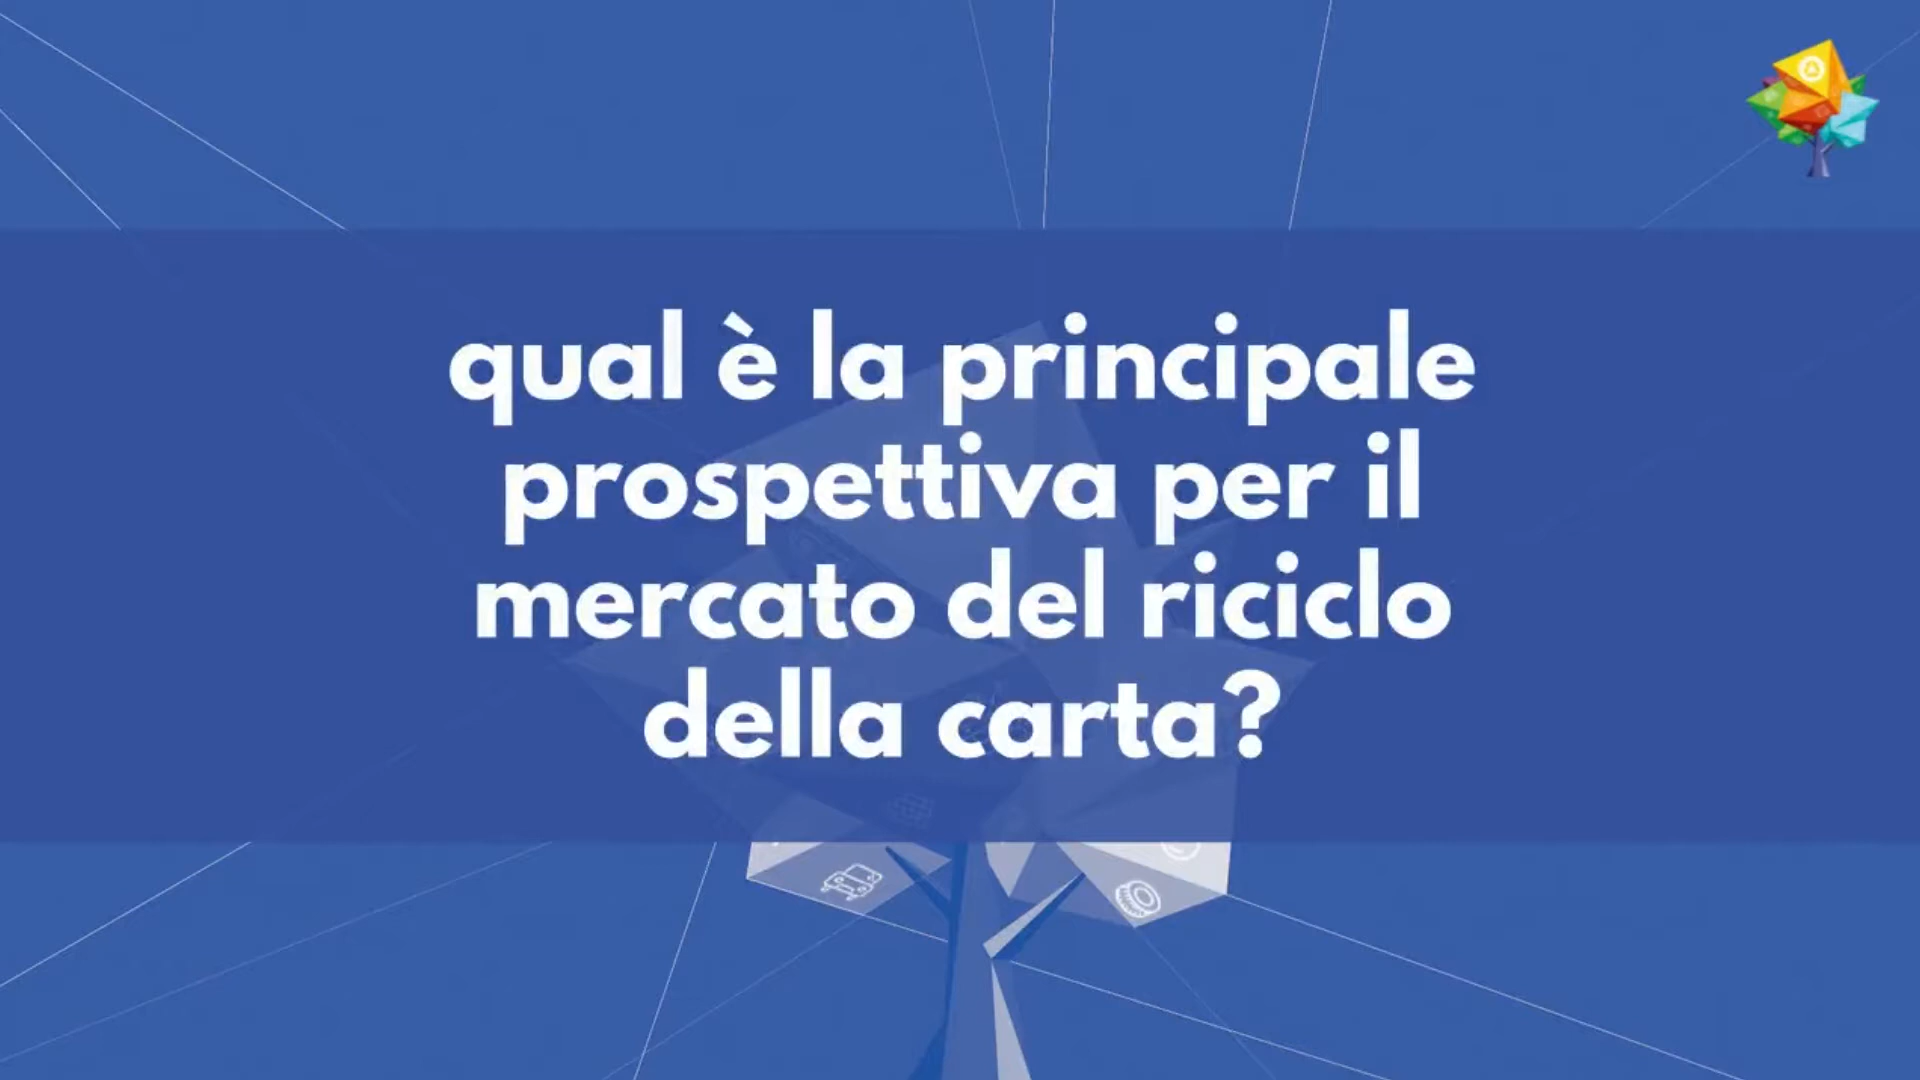 qual è la principale
prospettiva per il
mercato del riciclo
della carta?